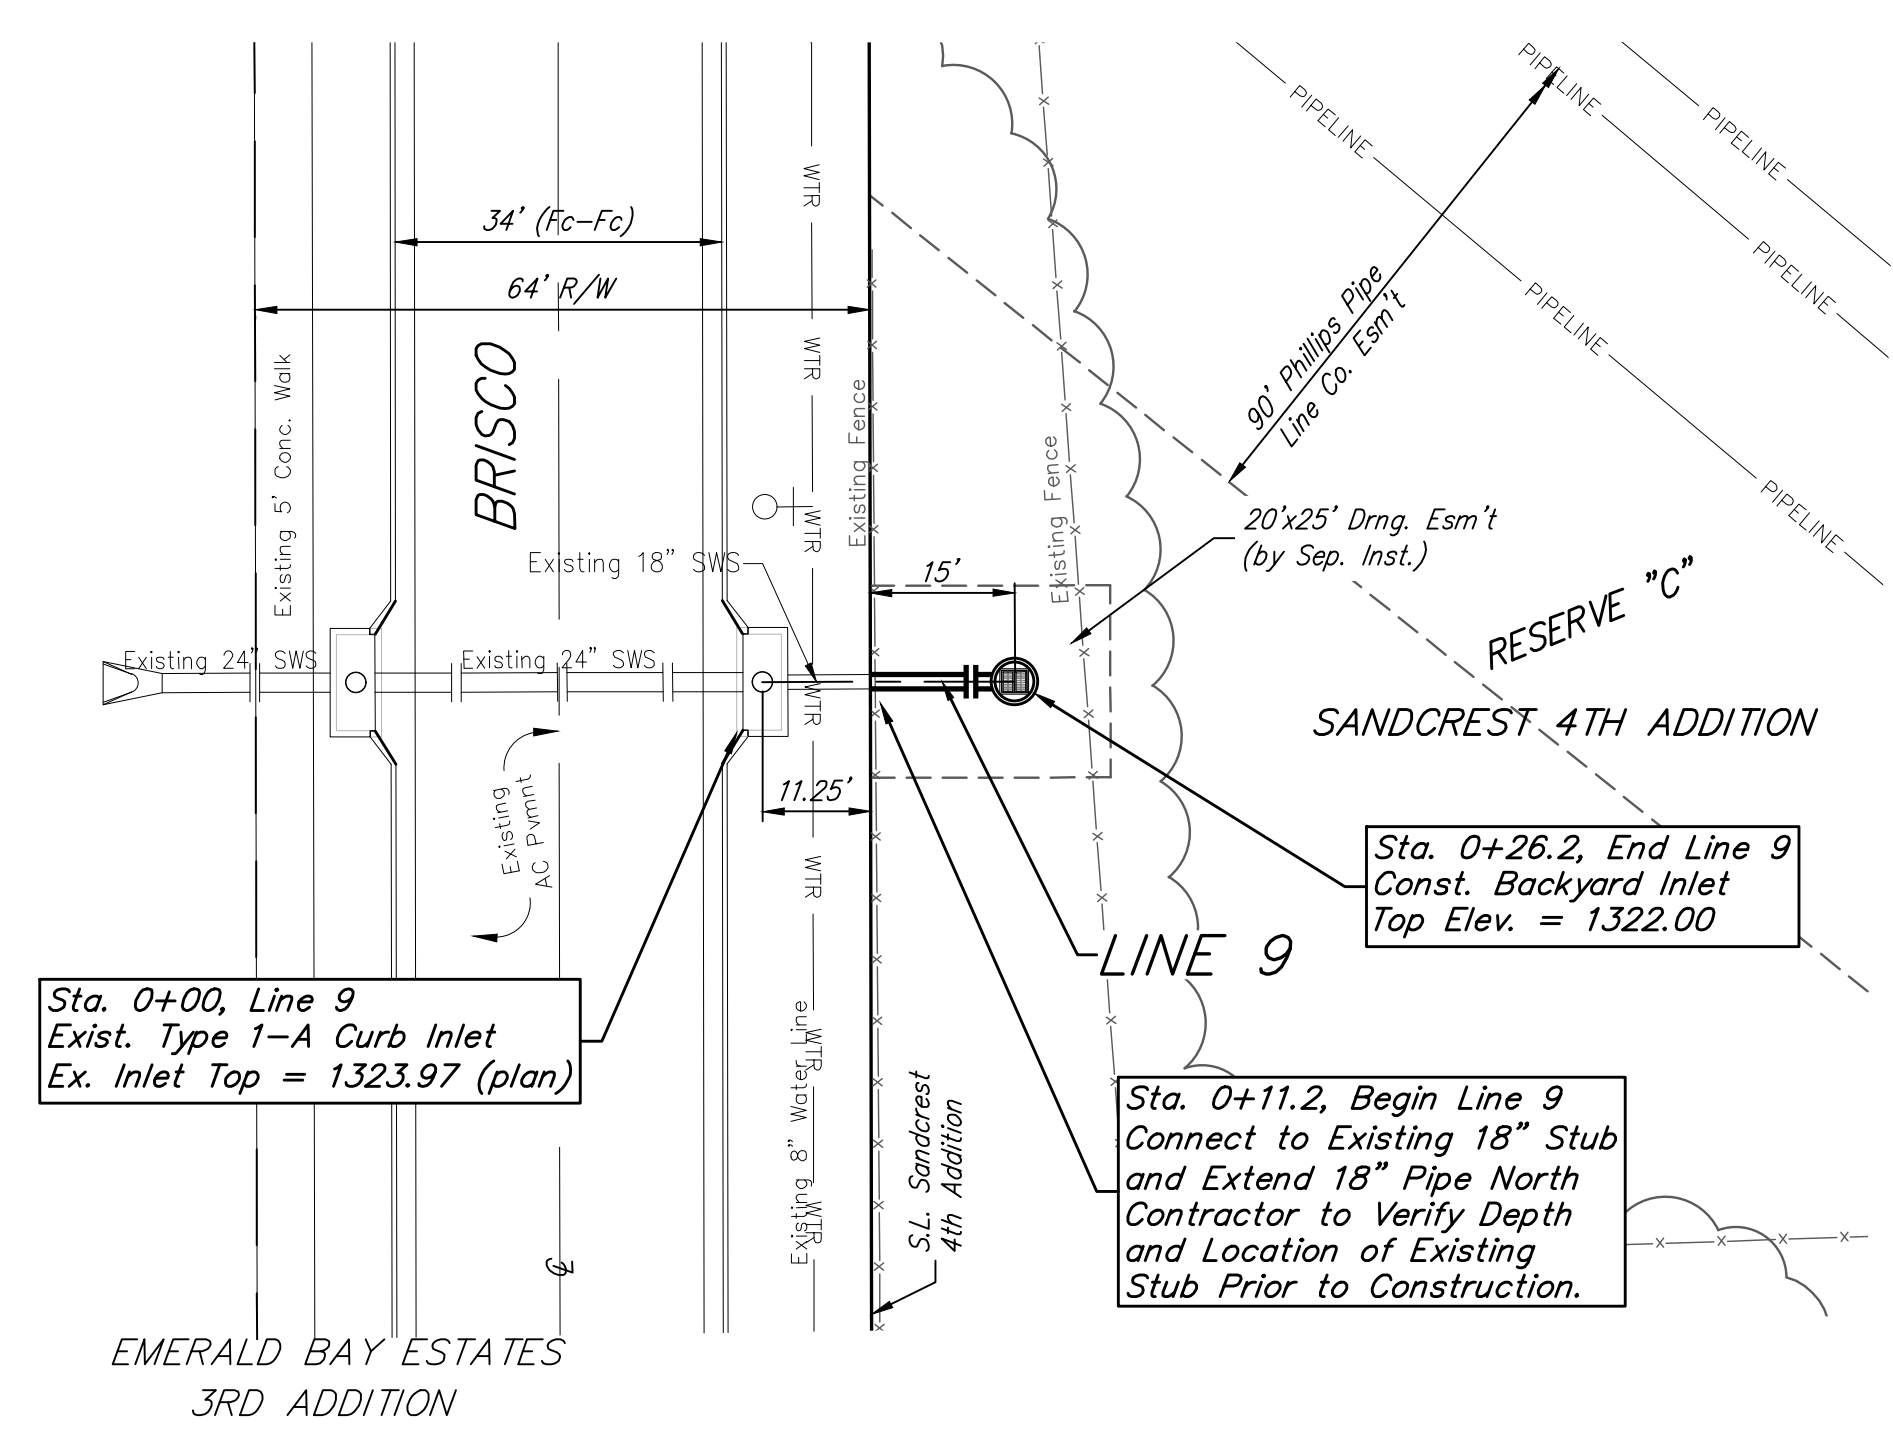 PIPELINE
PIPELINE
PIPELINE
WTR
34' (Fc-Fc)
64' R/W
90' Phillips Pipe
Line Co. Esm't
PIPELINE
PIPELINE
PIPELINE
WTR
Existing 5' Conc. Walk
BRISCO
Existing Fence
Existing Fence
WTR
20'x25' Drng. Esm't
(by Sep. Inst.)
Existing 18" SWS
15'
RESERVE "C"
Existing 24" SWS
Existing 24" SWS
WTR
SANDCREST 4TH ADDITION
11.25'
Existing
AC Pvmnt
WTR
Sta. 0+26.2, End Line 9
Const. Backyard Inlet
Top Elev. = 1322.00
LINE 9
Sta. 0+00, Line 9
Exist. Type 1-A Curb Inlet
Ex. Inlet Top = 1323.97 (plan)
WTR
Existing 8" Water Line
WTR
S.L. Sandcrest
4th Addition
Sta. 0+11.2, Begin Line 9
Connect to Existing 18" Stub
and Extend 18" Pipe North
Contractor to Verify Depth
and Location of Existing
Stub Prior to Construction.
EMERALD BAY ESTATES
3RD ADDITION